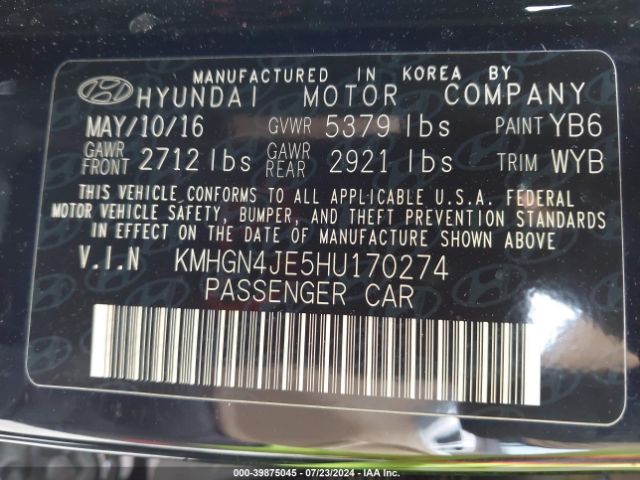 MANUFACTURED IN KOREA BY
HYUNDAI MOTOR COMPANY
MAY/10/16 GVWR 5379 lbs PAINT YB6
GAWR FRONT 2712 lbs GAWR REAR 2921 lbs TRIM WYB
THIS VEHICLE CONFORMS TO ALL APPLICABLE U.S.A. FEDERAL
MOTOR VEHICLE SAFETY, BUMPER, AND THEFT PREVENTION STANDARDS
IN EFFECT ON THE DATE OF MANUFACTURE SHOWN ABOVE
V.I.N KMHGN4JE5HU170274
PASSENGER CAR
000-39875045 - 07/23/2024 - IAA Inc.